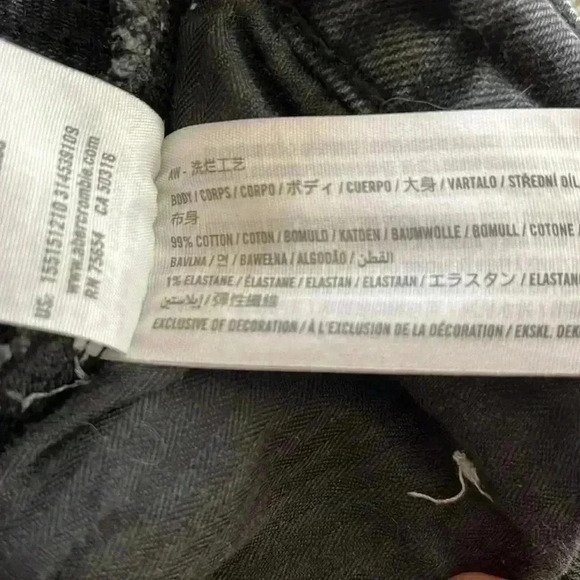 US: 155151210 314538109
www.abercrombie.com
RN 75654 CA 50318
AW - 洗烂工艺
BODY / CORPS / CORPO / ボディ / CUERPO / 大身 / VARTALO / STŘEDNÍ DÍL
布身
99% COTTON / COTON / BOMULD / KATOEN / BAUMWOLLE / BOMULL / COTONE /
BAVLNA / 면 / BAWEŁNA / ALGODÃO / القطن /
1% ELASTANE / ÉLASTANE / ELASTAN / ELASTAAN / エラスタン / ELASTAN
إيلاستين / 彈性纖維
EXCLUSIVE OF DECORATION / À L'EXCLUSION DE LA DÉCORATION / EKSKL. DEK